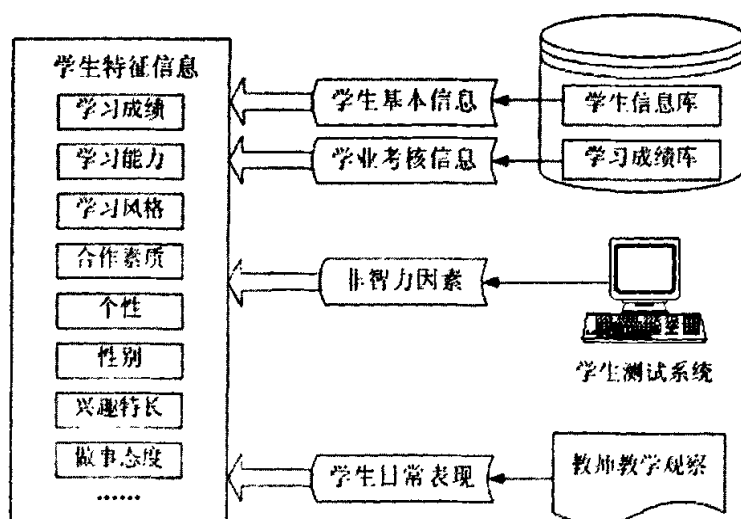 学生特征信息
学习成绩
学习能力
学习风格
合作素质
个性
性别
兴趣特长
做事态度
……
学生基本信息
学业考核信息
非智力因素
学生日常表现
学生信息库
学习成绩库
学生测试系统
教师教学观察